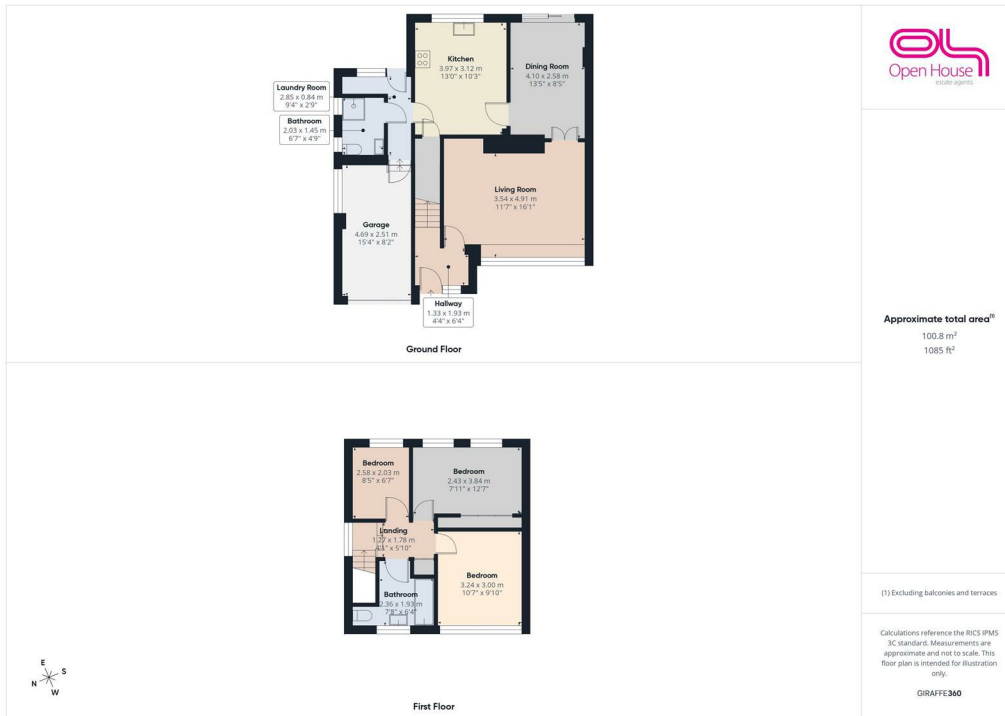 Kitchen
3.97 x 3.12 m
13'0" x 10'3"
Dining Room
4.10 x 2.58 m
13'5" x 8'5"
Laundry Room
2.85 x 0.84 m
9'4" x 2'9"
Bathroom
2.03 x 1.45 m
6'7" x 4'9"
Living Room
3.54 x 4.91 m
11'7" x 16'1"
Garage
4.69 x 2.51 m
15'4" x 8'2"
Hallway
1.33 x 1.93 m
4'4" x 6'4"
Ground Floor
Bedroom
2.58 x 2.03 m
8'5" x 6'7"
Bedroom
2.43 x 3.84 m
7'11" x 12'7"
Landing
1.27 x 1.78 m
x 5'10"
Bedroom
3.24 x 3.00 m
10'7" x 9'10"
Bathroom
2.36 x 1.93 m
7'8" x 6'4"
First Floor
E
S
N
W
Open House
estate agents
Approximate total area(1)
100.8 m²
1085 ft²
(1) Excluding balconies and terraces
Calculations reference the RICS IPMS
3C standard. Measurements are
approximate and not to scale. This
floor plan is intended for illustration
only.
GIRAFFE360